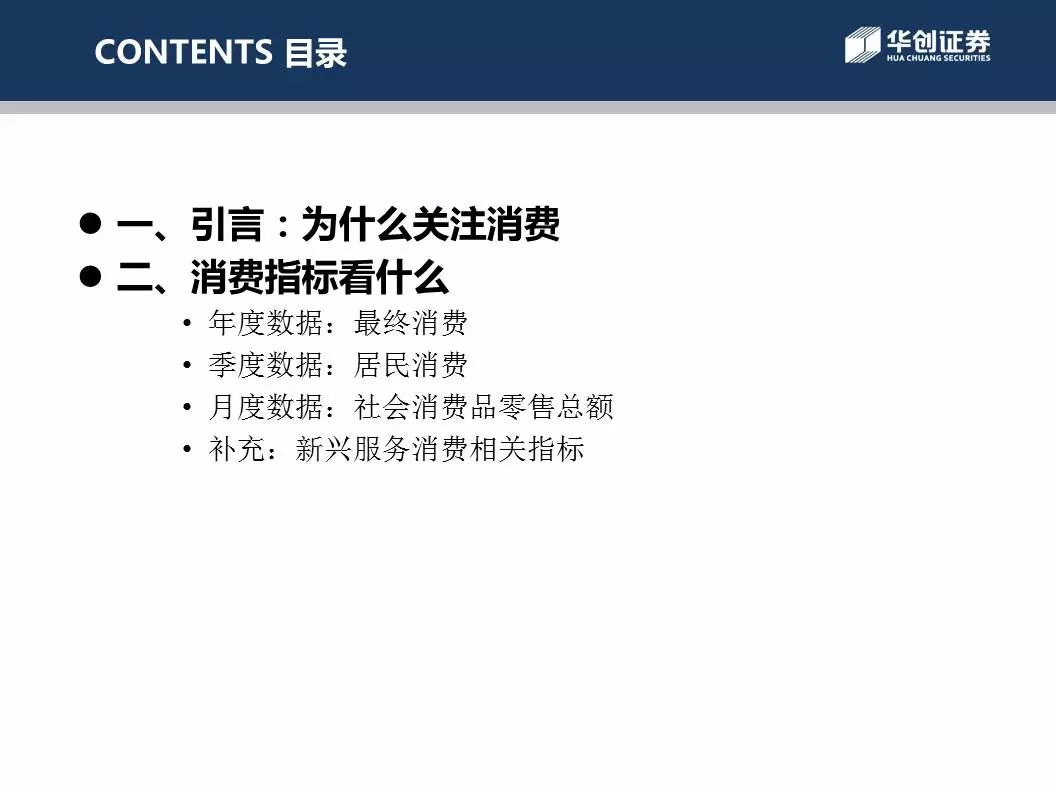 CONTENTS 目录
华创证券
HUA CHUANG SECURITIES
● 一、引言：为什么关注消费
● 二、消费指标看什么
• 年度数据：最终消费
• 季度数据：居民消费
• 月度数据：社会消费品零售总额
• 补充：新兴服务消费相关指标